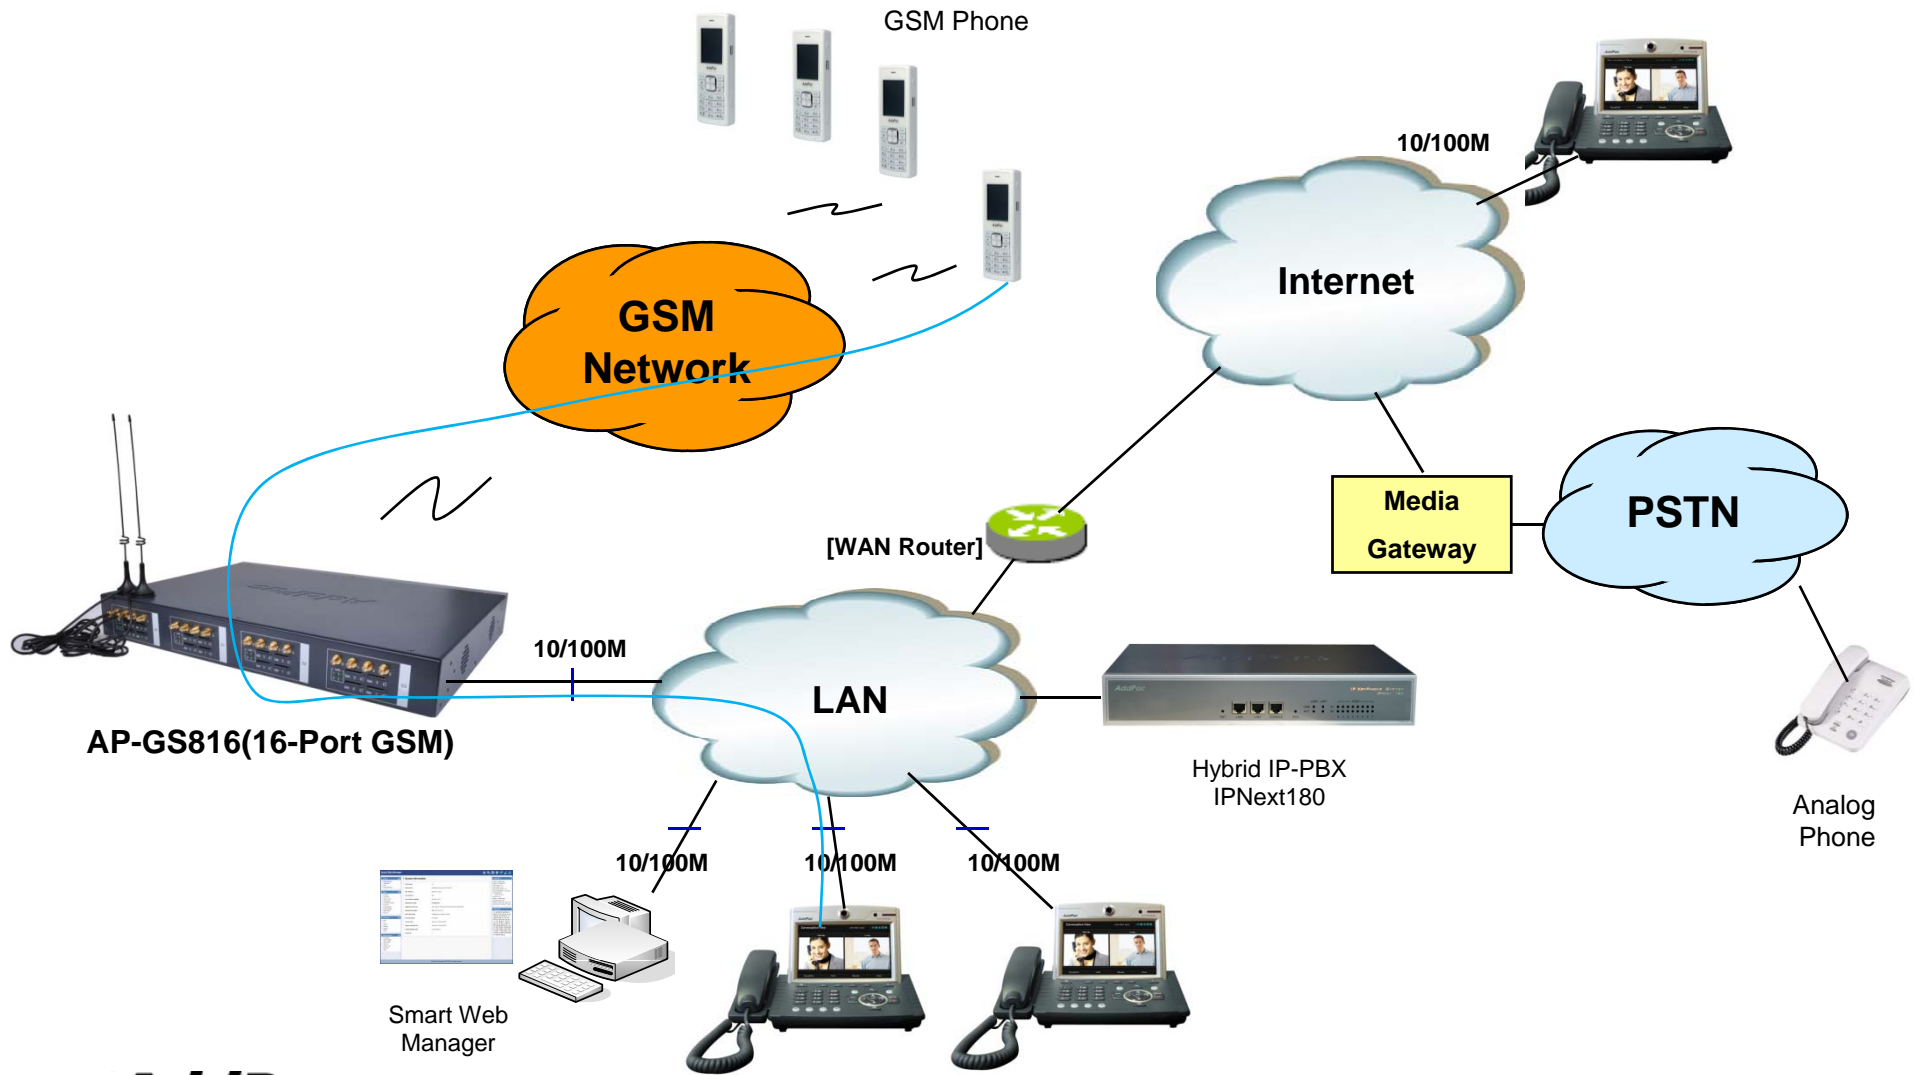 GSM Phone
10/100M
GSM
Network
Internet
Media
Gateway
PSTN
[WAN Router]
10/100M
LAN
AP-GS816(16-Port GSM)
AddPac
Hybrid IP-PBX
IPNext180
Analog
Phone
10/100M
10/100M
10/100M
Smart Web
Manager